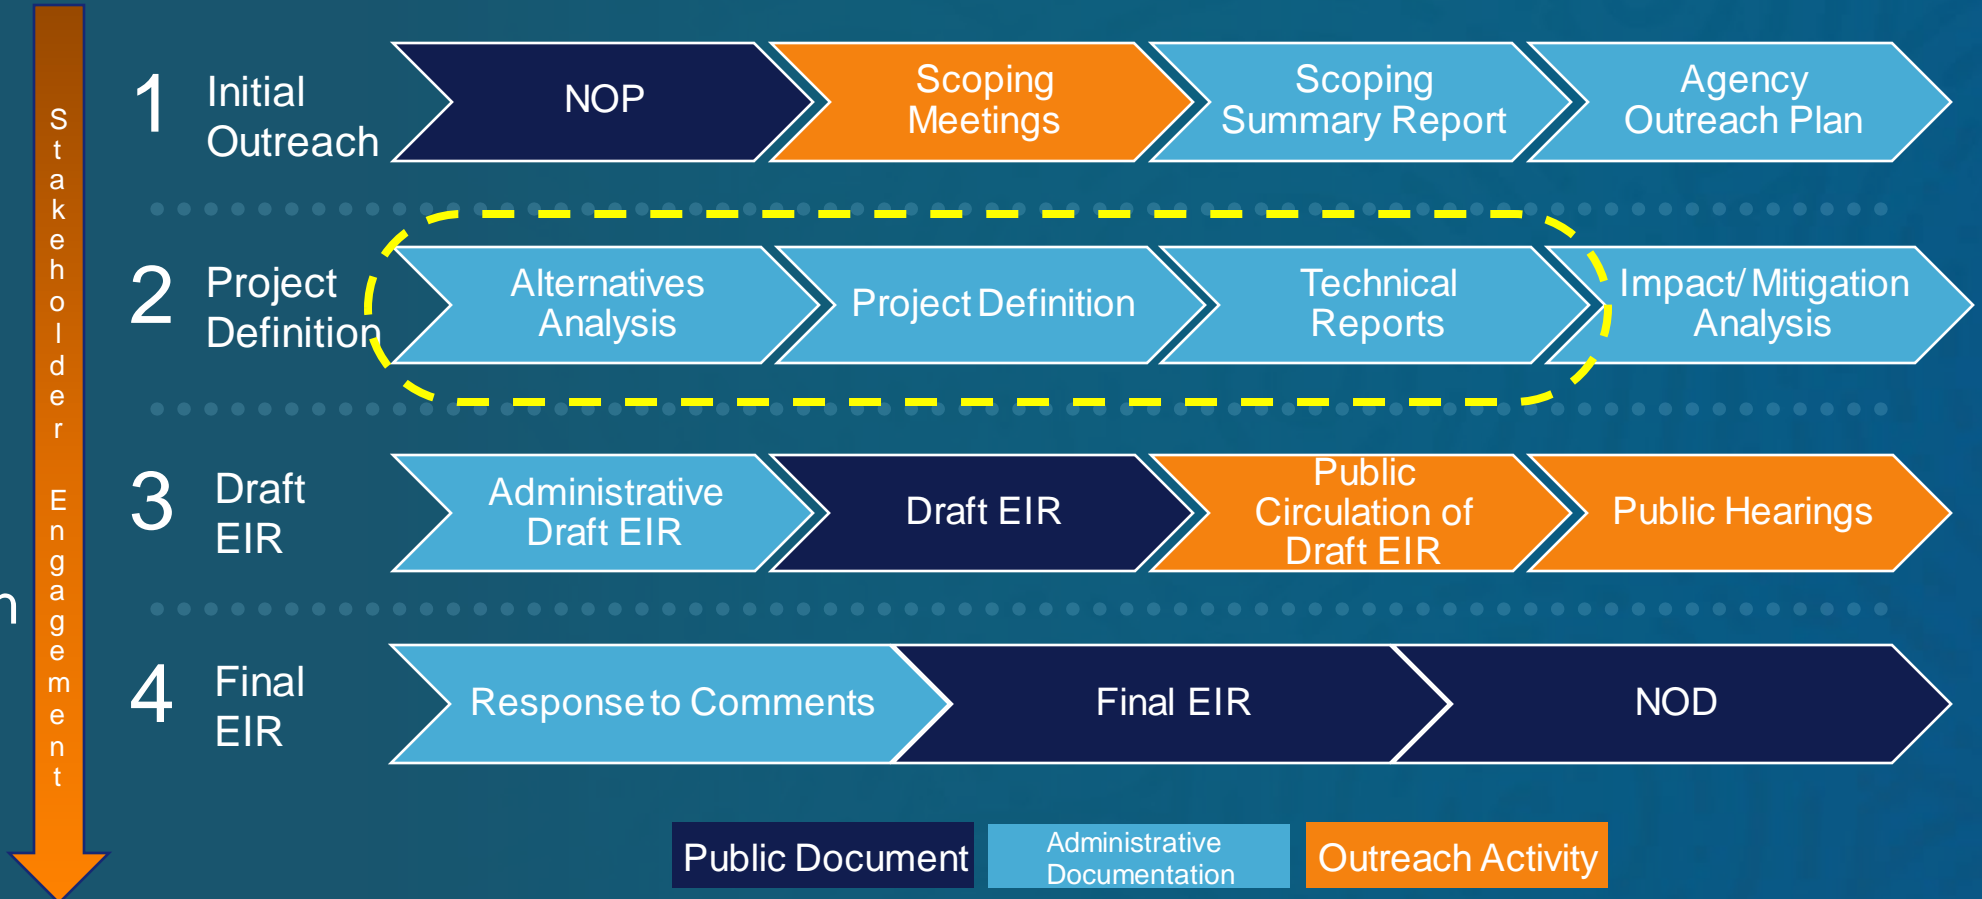 Stakeholder Engagement
1 Initial
Outreach
NOP
Scoping
Meetings
Scoping
Summary Report
Agency
Outreach Plan
2 Project
Definition
Alternatives
Analysis
Project Definition
Technical
Reports
Impact/Mitigation
Analysis
3 Draft
EIR
Administrative
Draft EIR
Draft EIR
Public
Circulation of
Draft EIR
Public Hearings
n
4 Final
EIR
Response to Comments
Final EIR
NOD
Public Document
Administrative
Documentation
Outreach Activity